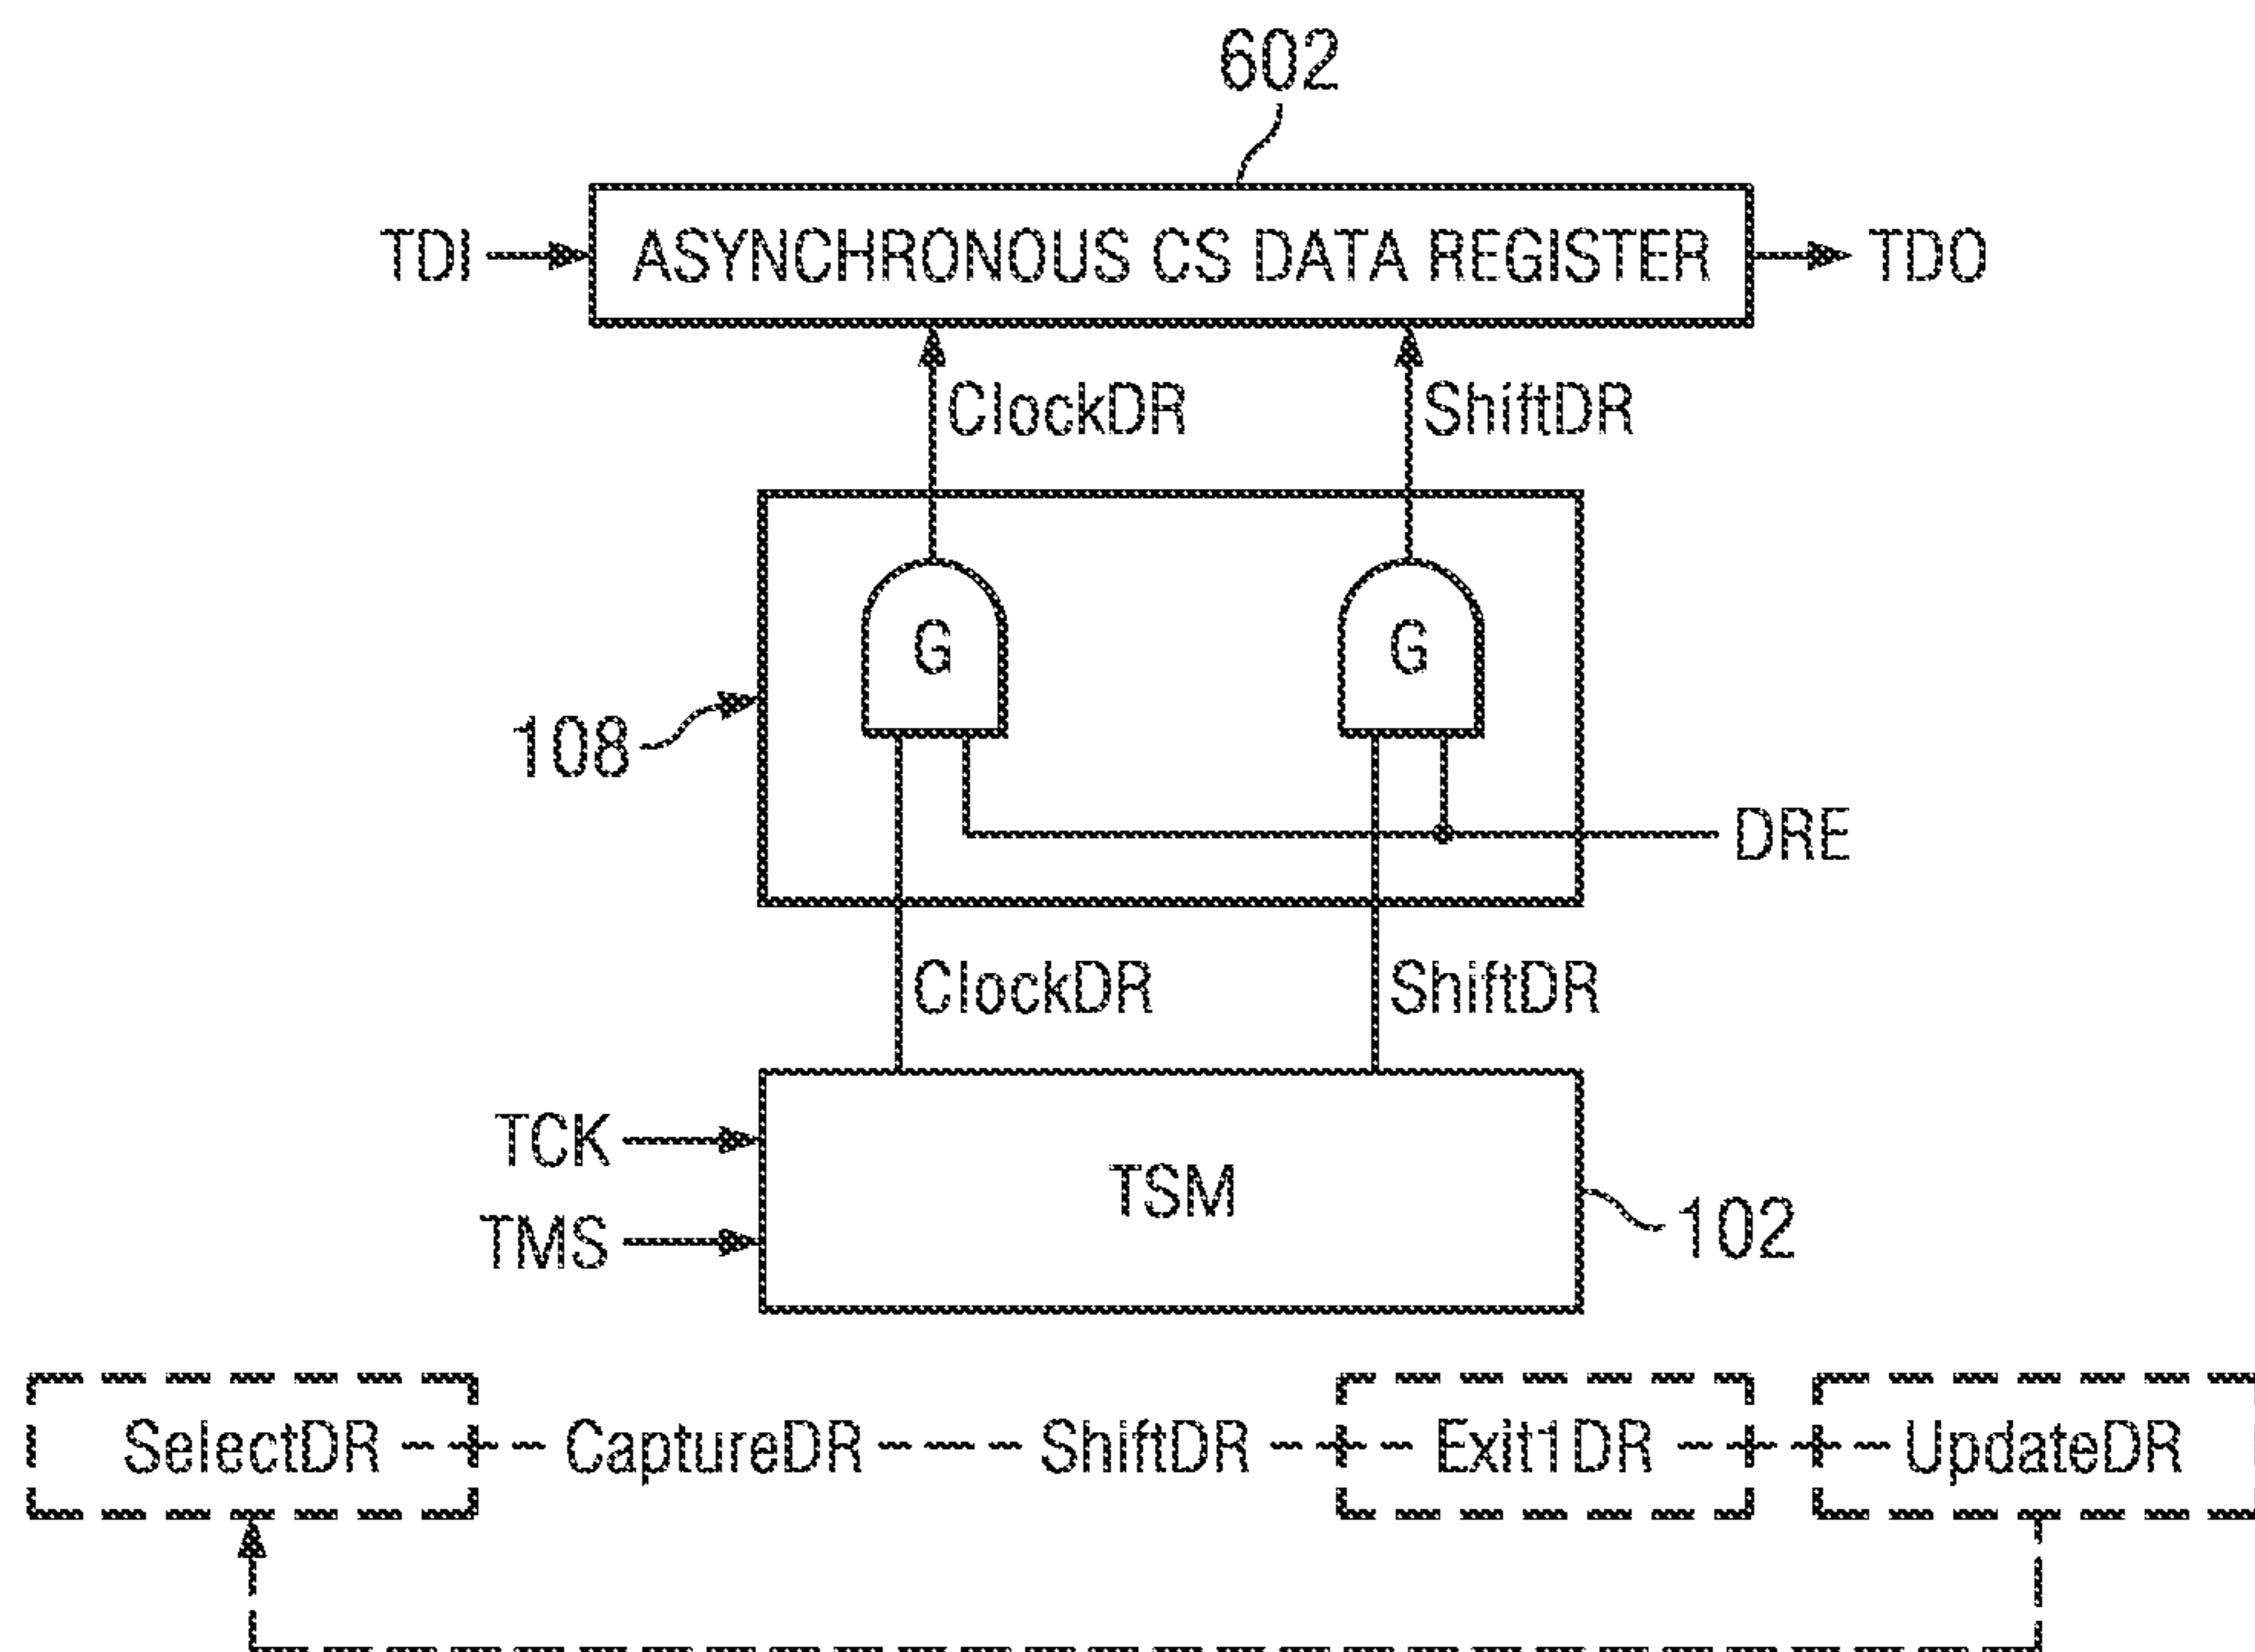 602
TDI ASYNCHRONOUS CS DATA REGISTER TDO
ClockDR ShiftDR
G G
108
DRE
ClockDR ShiftDR
TCK
TSM
TMS
102
SelectDR CaptureDR ShiftDR Exit1DR UpdateDR